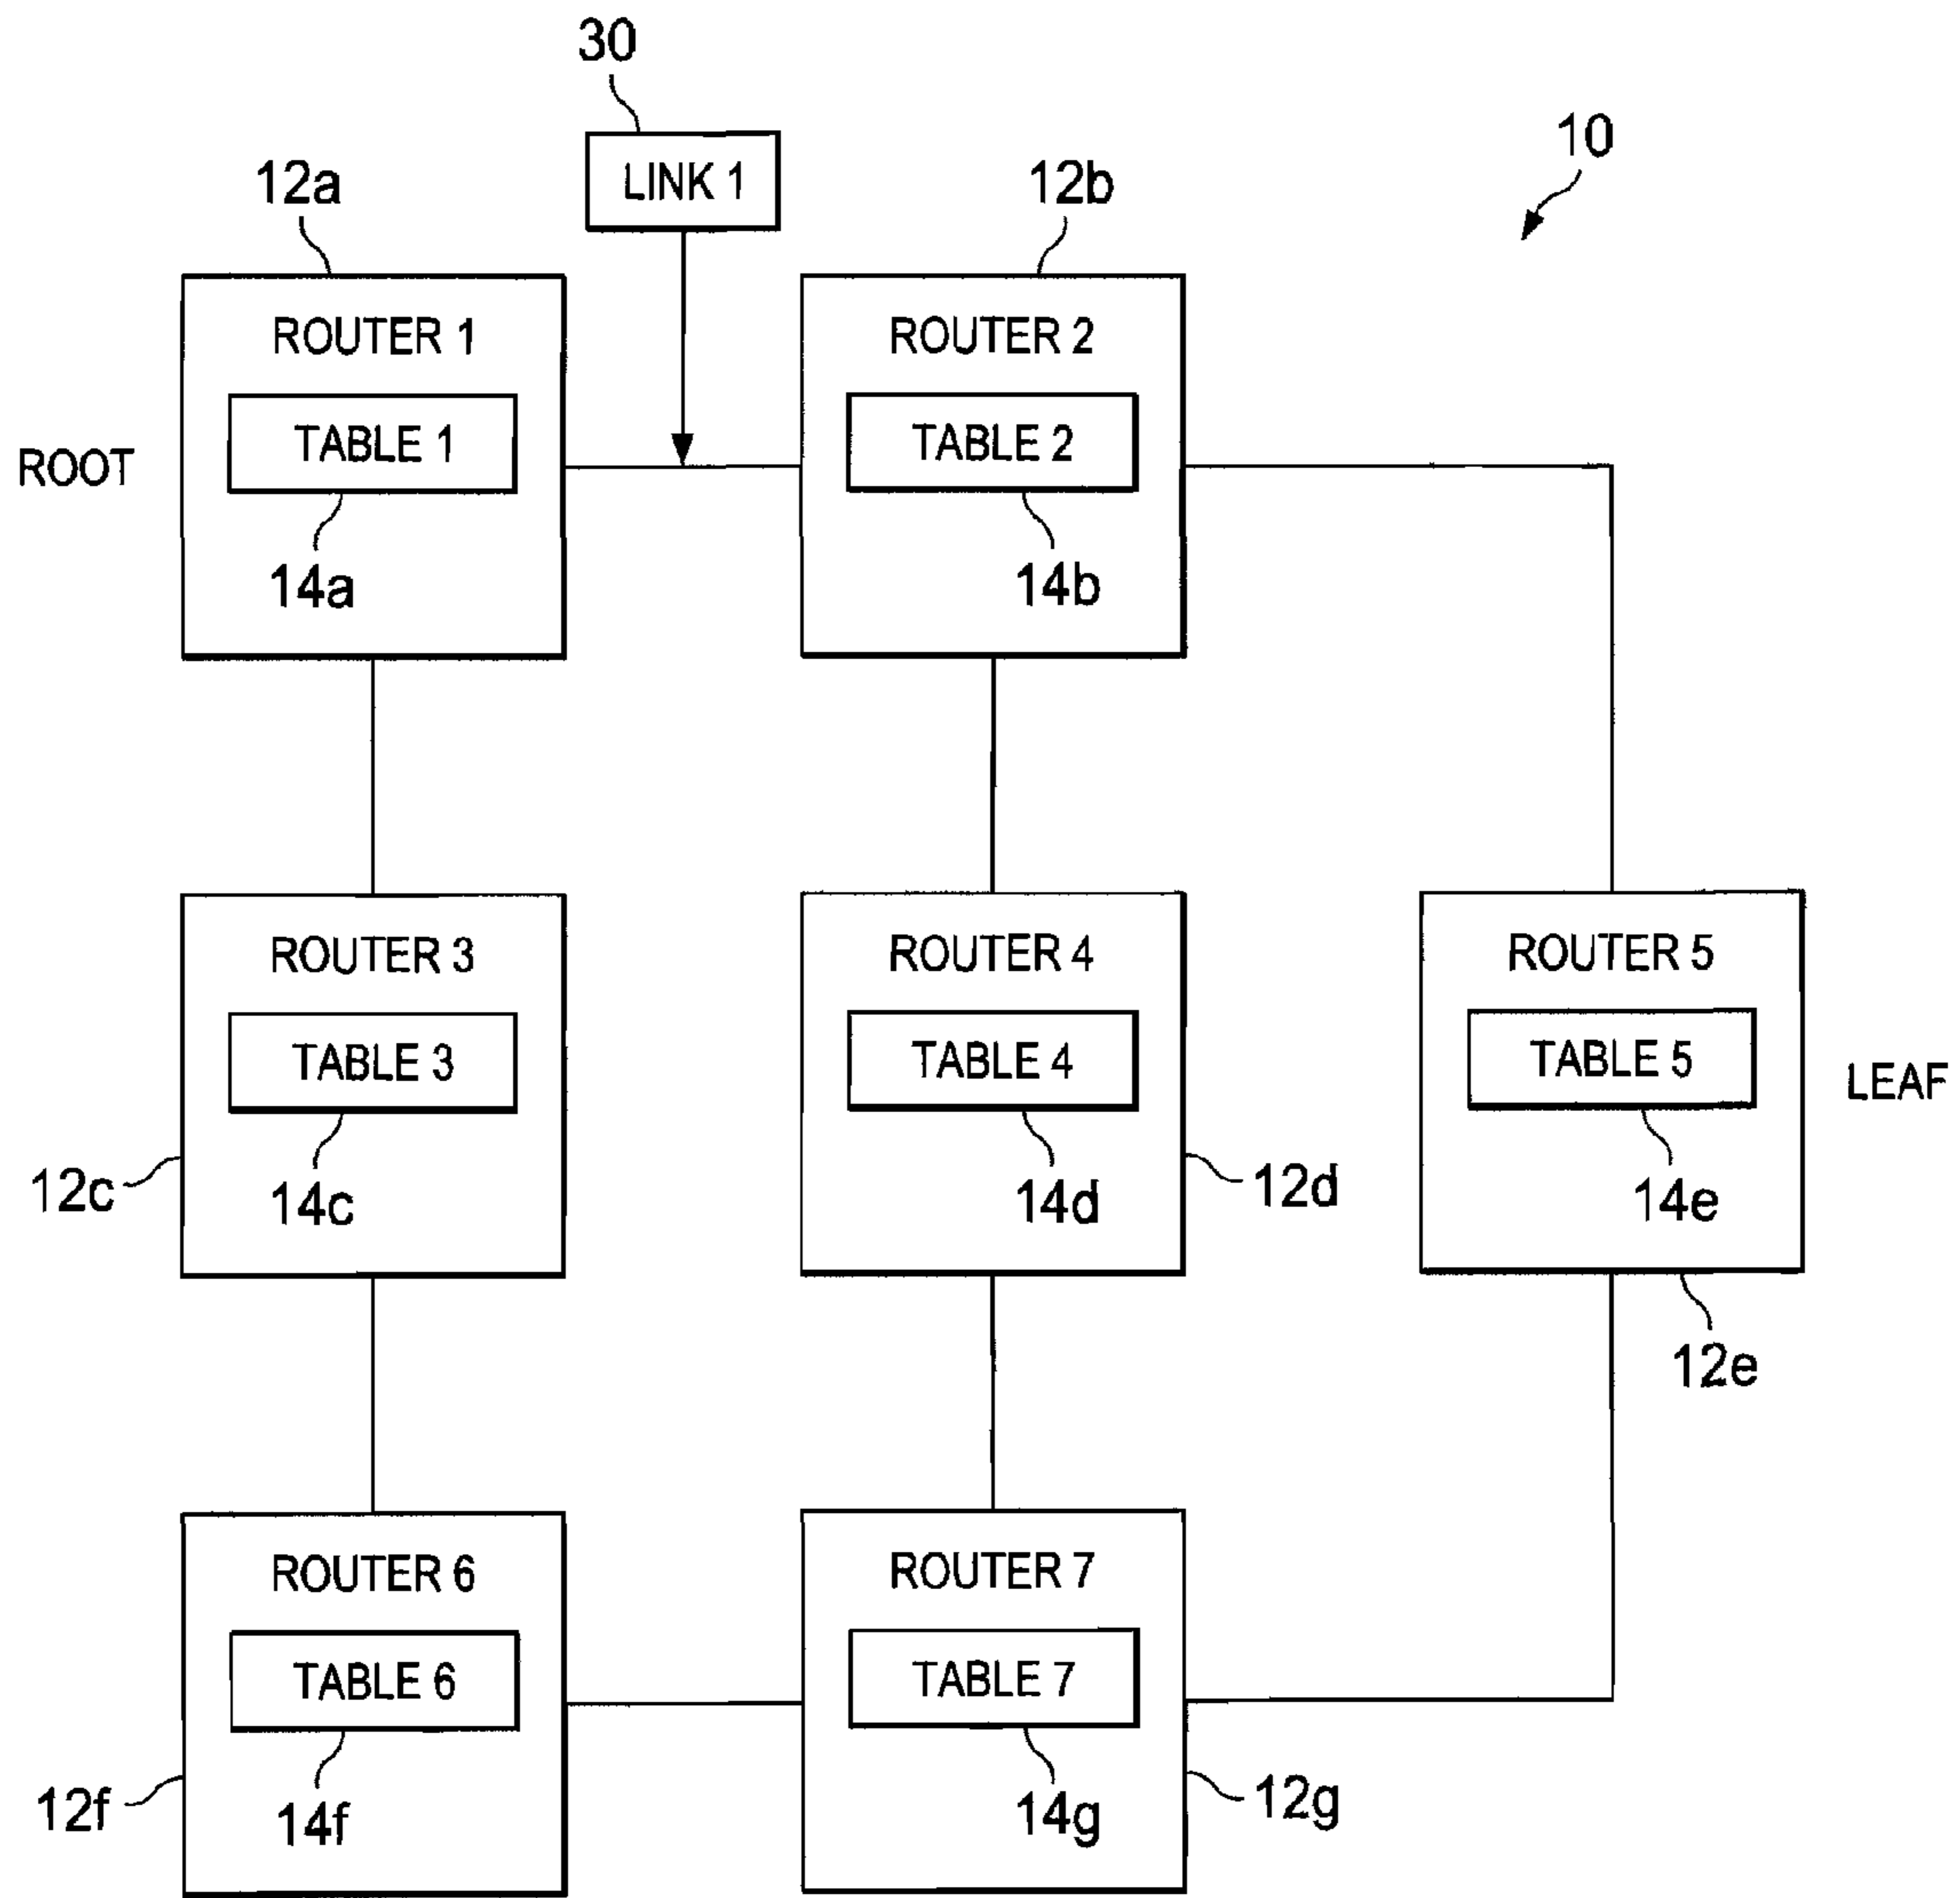 30
10
12a
LINK 1
12b
ROUTER 1
ROUTER 2
TABLE 1
TABLE 2
ROOT
14a
14b
ROUTER 3
ROUTER 4
ROUTER 5
TABLE 3
TABLE 4
TABLE 5
LEAF
12c
14c
14d
12d
14e
12e
ROUTER 6
ROUTER 7
TABLE 6
TABLE 7
12f
14f
14g
12g